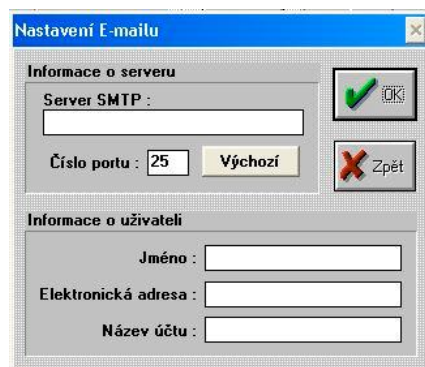 Nastavení E-mailu
Informace o serveru
Server SMTP :
OK
Číslo portu : 25 Výchozí
Zpět
Informace o uživateli
Jméno :
Elektronická adresa :
Název účtu :